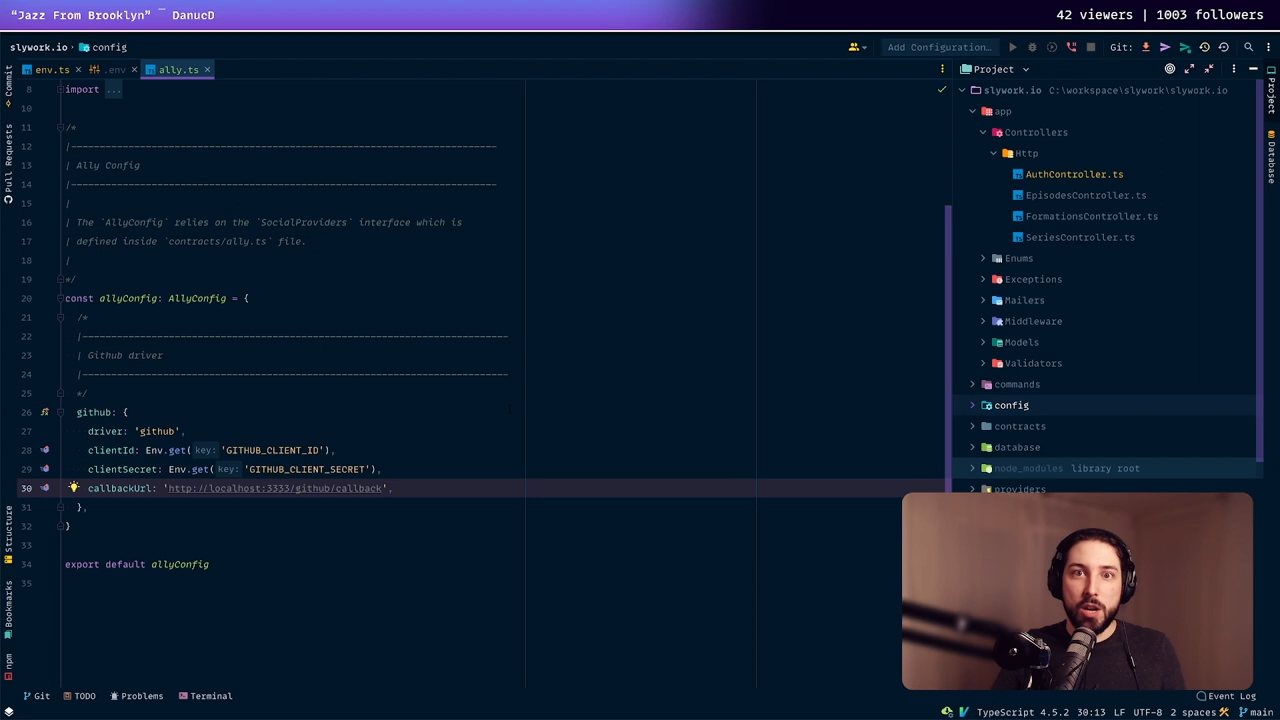 “Jazz From Brooklyn” ‾ DanucD
42 viewers | 1003 followers
slywork.io › config
Add Configuration...
Git:
env.ts
.env
ally.ts
Project
8 import ...
10
11 /*
12 |--------------------------------------------------------------------------
13 | Ally Config
14 |--------------------------------------------------------------------------
15 |
16 | The `AllyConfig` relies on the `SocialProviders` interface which is
17 | defined inside `contracts/ally.ts` file.
18 |
19 */
20 const allyConfig: AllyConfig = {
21 /*
22 |--------------------------------------------------------------------------
23 | Github driver
24 |--------------------------------------------------------------------------
25 */
26 github: {
27 driver: 'github',
28 clientId: Env.get( key: 'GITHUB_CLIENT_ID'),
29 clientSecret: Env.get( key: 'GITHUB_CLIENT_SECRET'),
30 callbackUrl: 'http://localhost:3333/github/callback',
31 },
32 }
33
34 export default allyConfig
35
slywork.io C:\workspace\slywork\slywork.io
app
Controllers
Http
AuthController.ts
EpisodesController.ts
FormationsController.ts
SeriesController.ts
Enums
Exceptions
Mailers
Middleware
Models
Validators
commands
config
contracts
database
node_modules library root
providers
Commit
Pull Requests
Structure
Bookmarks
npm
Project
Database
Git
TODO
Problems
Terminal
Event Log
TypeScript 4.5.2 30:13 LF UTF-8 2 spaces main